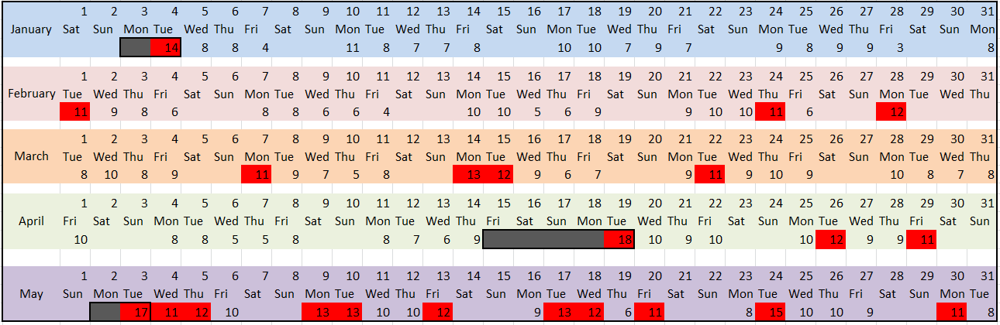 1 2 3 4 5 6 7 8 9 10 11 12 13 14 15 16 17 18 19 20 21 22 23 24 25 26 27 28 29 30 31
January Sat Sun Mon Tue Wed Thu Fri Sat Sun Mon Tue Wed Thu Fri Sat Sun Mon Tue Wed Thu Fri Sat Sun Mon Tue Wed Thu Fri Sat Sun Mon
14 8 8 4 11 8 7 7 8 10 10 7 9 7 9 8 9 9 3 8
1 2 3 4 5 6 7 8 9 10 11 12 13 14 15 16 17 18 19 20 21 22 23 24 25 26 27 28 29 30 31
February Tue Wed Thu Fri Sat Sun Mon Tue Wed Thu Fri Sat Sun Mon Tue Wed Thu Fri Sat Sun Mon Tue Wed Thu Fri Sat Sun Mon Tue Wed Thu
11 9 8 6 8 8 6 6 4 10 10 5 6 9 9 10 10 11 6 12
1 2 3 4 5 6 7 8 9 10 11 12 13 14 15 16 17 18 19 20 21 22 23 24 25 26 27 28 29 30 31
March Tue Wed Thu Fri Sat Sun Mon Tue Wed Thu Fri Sat Sun Mon Tue Wed Thu Fri Sat Sun Mon Tue Wed Thu Fri Sat Sun Mon Tue Wed Thu
8 10 8 9 11 9 7 5 8 13 12 9 6 7 9 11 9 10 9 10 8 7 8
1 2 3 4 5 6 7 8 9 10 11 12 13 14 15 16 17 18 19 20 21 22 23 24 25 26 27 28 29 30 31
April Fri Sat Sun Mon Tue Wed Thu Fri Sat Sun Mon Tue Wed Thu Fri Sat Sun Mon Tue Wed Thu Fri Sat Sun Mon Tue Wed Thu Fri Sat Sun
10 8 8 5 5 8 8 7 6 9 18 10 9 10 10 12 9 9 11
1 2 3 4 5 6 7 8 9 10 11 12 13 14 15 16 17 18 19 20 21 22 23 24 25 26 27 28 29 30 31
May Sun Mon Tue Wed Thu Fri Sat Sun Mon Tue Wed Thu Fri Sat Sun Mon Tue Wed Thu Fri Sat Sun Mon Tue Wed Thu Fri Sat Sun Mon Tue
17 11 12 10 13 13 10 10 12 9 13 12 6 11 8 15 10 10 9 11 8